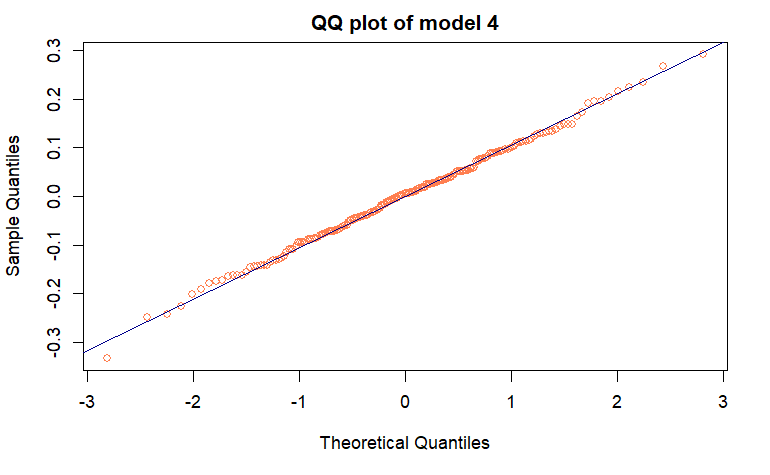 QQ plot of model 4
0.3
0.2
0.1
0.0
-0.1
-0.2
-0.3
Sample Quantiles
-3 -2 -1 0 1 2 3
Theoretical Quantiles